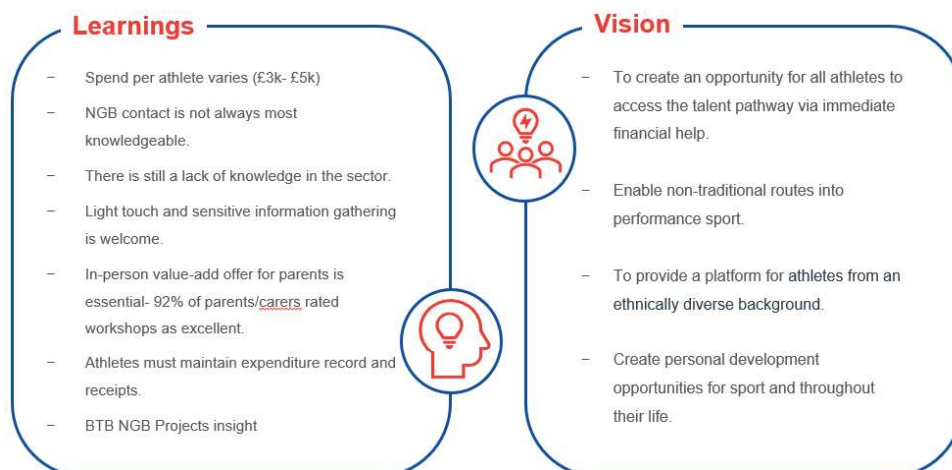 Learnings
– Spend per athlete varies (£3k- £5k)
– NGB contact is not always most
knowledgeable.
– There is still a lack of knowledge in the sector.
– Light touch and sensitive information gathering
is welcome.
– In-person value-add offer for parents is
essential- 92% of parents/carers rated
workshops as excellent.
– Athletes must maintain expenditure record and
receipts.
– BTB NGB Projects insight
Vision
– To create an opportunity for all athletes to
access the talent pathway via immediate
financial help.
– Enable non-traditional routes into
performance sport.
– To provide a platform for athletes from an
ethnically diverse background.
– Create personal development
opportunities for sport and throughout
their life.